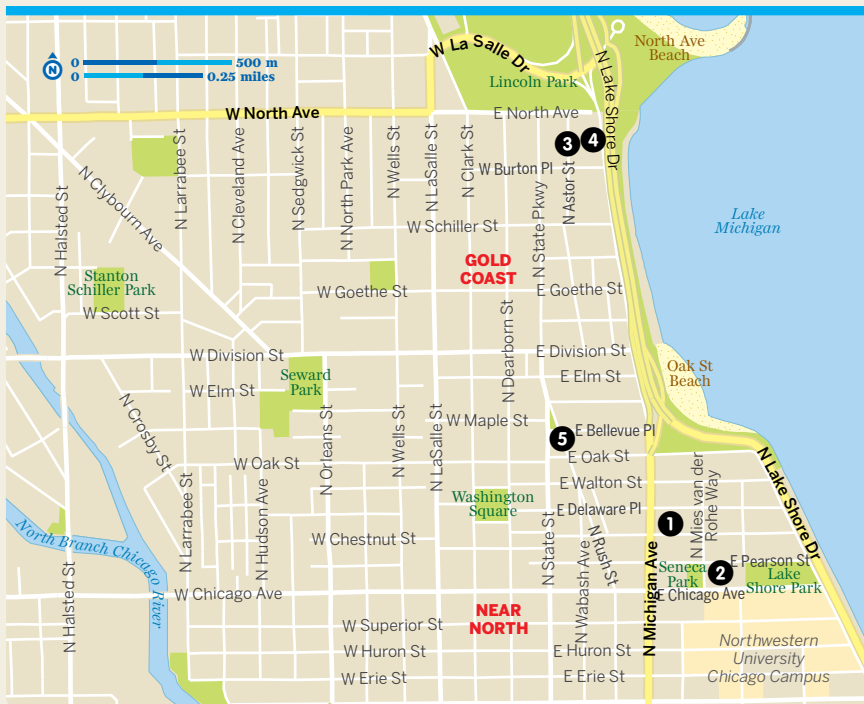 N
0
500 m
0
0.25 miles
W La Salle Dr
N Lake Shore Dr
North Ave
Beach
Lincoln Park
W North Ave
E North Ave
3
4
N Halsted St
N Clybourn Ave
N Larrabee St
N Cleveland Ave
N Sedgwick St
N North Park Ave
N Wells St
N LaSalle St
N Clark St
W Burton Pl
N State Pkwy
N Astor St
W Schiller St
Lake
Michigan
GOLD
COAST
Stanton
Schiller Park
W Scott St
W Goethe St
E Goethe St
N Dearborn St
W Division St
E Division St
Seward
Park
W Elm St
E Elm St
Oak St
Beach
N Crosby St
N Orleans St
N Wells St
N LaSalle St
W Maple St
5
E Bellevue Pl
W Oak St
E Oak St
E Walton St
N Larrabee St
N Hudson Ave
Washington
Square
E Delaware Pl
N Mies van der
Rohe Way
N Lake Shore Dr
1
North Branch Chicago
River
W Chestnut St
N State St
N Rush St
N Wabash Ave
N Michigan Ave
Seneca
Park
2
E Pearson St
Lake
Shore Park
W Chicago Ave
E Chicago Ave
N Halsted St
NEAR
NORTH
W Superior St
W Huron St
E Huron St
W Erie St
E Erie St
Northwestern
University
Chicago Campus